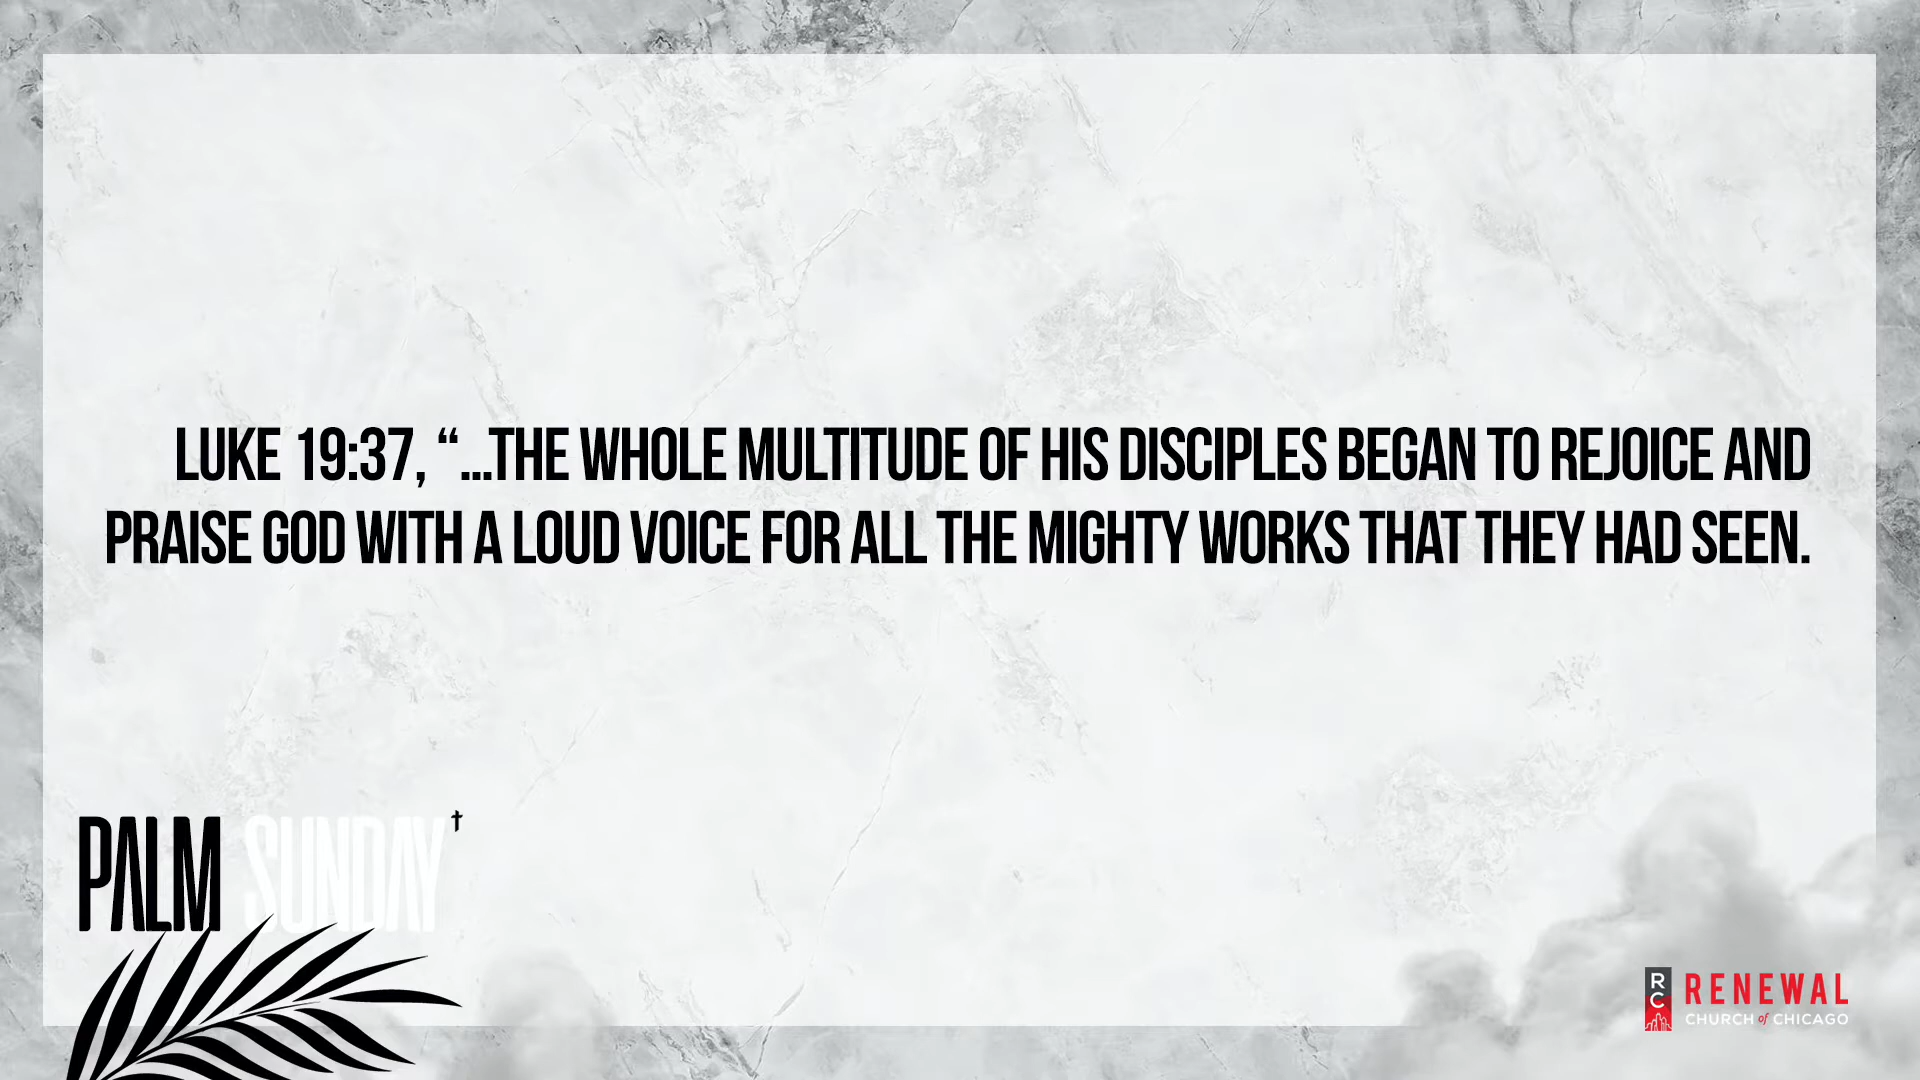 LUKE 19:37, “...THE WHOLE MULTITUDE OF HIS DISCIPLES BEGAN TO REJOICE AND
PRAISE GOD WITH A LOUD VOICE FOR ALL THE MIGHTY WORKS THAT THEY HAD SEEN.
PALM SUNDAY
RC RENEWAL
CHURCH of CHICAGO